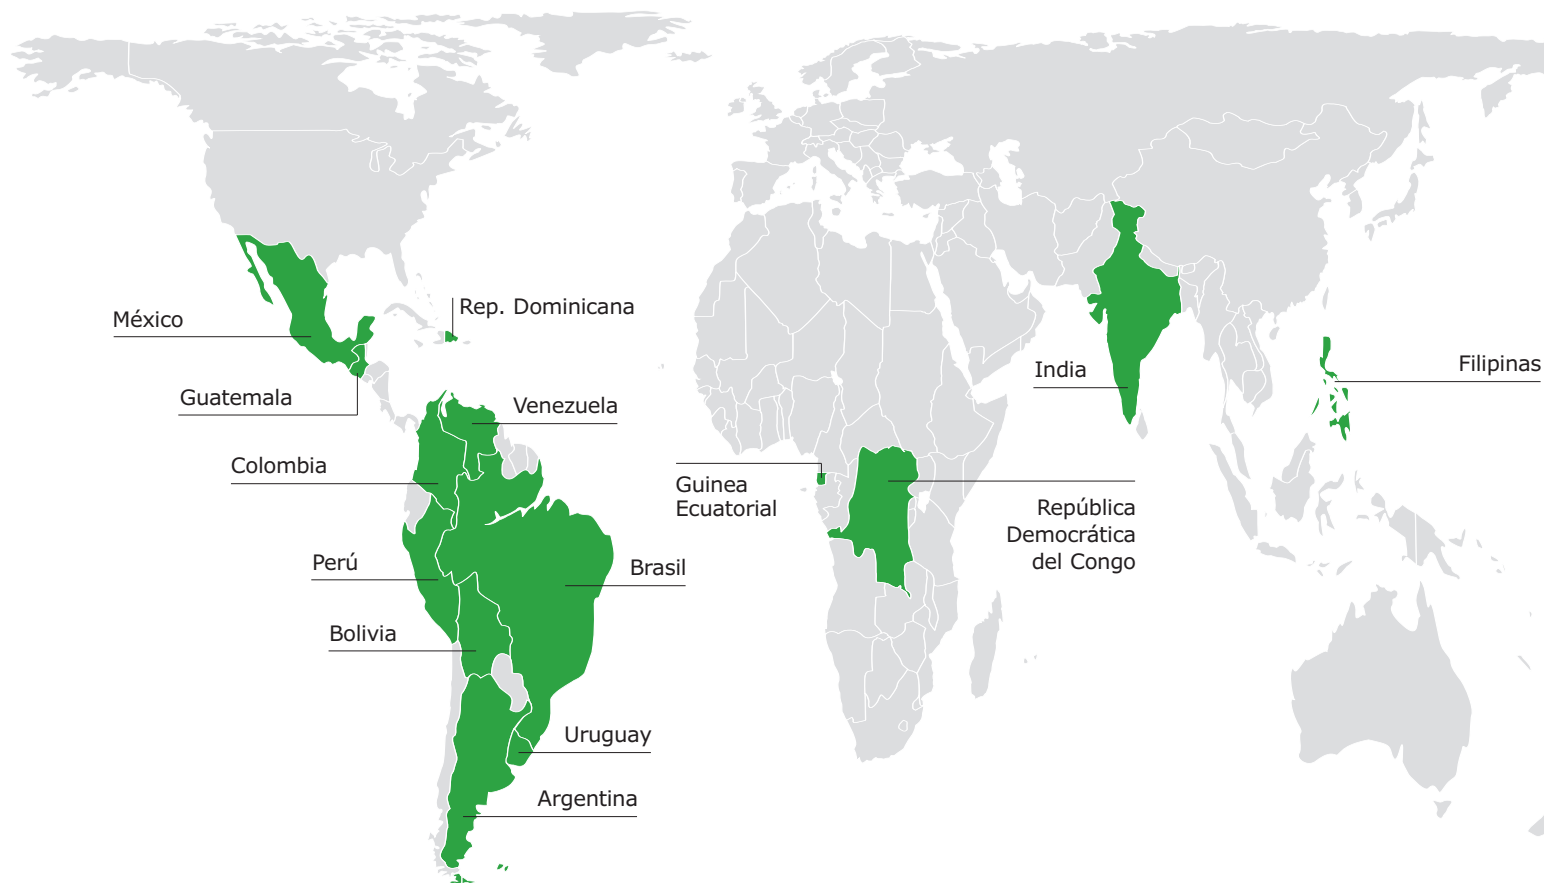 Rep. Dominicana
México
Guatemala
Venezuela
Colombia
Perú
Brasil
Bolivia
Uruguay
Argentina
Guinea
Ecuatorial
República
Democrática
del Congo
India
Filipinas